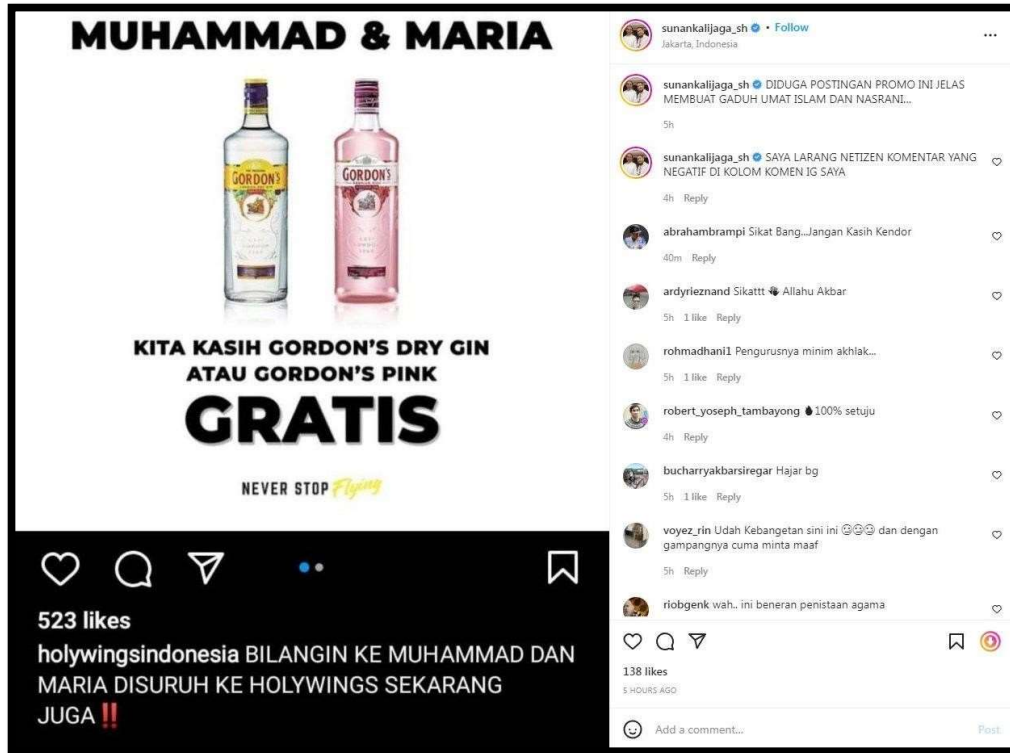 MUHAMMAD & MARIA
GORDON'S
GORDON'S
KITA KASIH GORDON'S DRY GIN
ATAU GORDON'S PINK
GRATIS
NEVER STOP Flying
523 likes
holywingsindonesia BILANGIN KE MUHAMMAD DAN
MARIA DISURUH KE HOLYWINGS SEKARANG
JUGA ‼️
sunankalijaga_sh • Follow
Jakarta, Indonesia
sunankalijaga_sh DIDUGA POSTINGAN PROMO INI JELAS
MEMBUAT GADUH UMAT ISLAM DAN NASRANI...
5h
sunankalijaga_sh SAYA LARANG NETIZEN KOMENTAR YANG
NEGATIF DI KOLOM KOMEN IG SAYA
4h Reply
abrahambrampi Sikat Bang...Jangan Kasih Kendor
40m Reply
ardyrieznand Sikattt 👋 Allahu Akbar
5h 1 like Reply
rohmadhani1 Pengurusnya minim akhlak...
5h 1 like Reply
robert_yoseph_tambayong 💧100% setuju
4h Reply
bucharryakbarsiregar Hajar bg
5h 1 like Reply
voyez_rin Udah Kebangetan sini ini 🙄🙄🙄 dan dengan
gampangnya cuma minta maaf
5h Reply
riobgenk wah.. ini beneran penistaan agama
138 likes
5 HOURS AGO
Add a comment...
Post